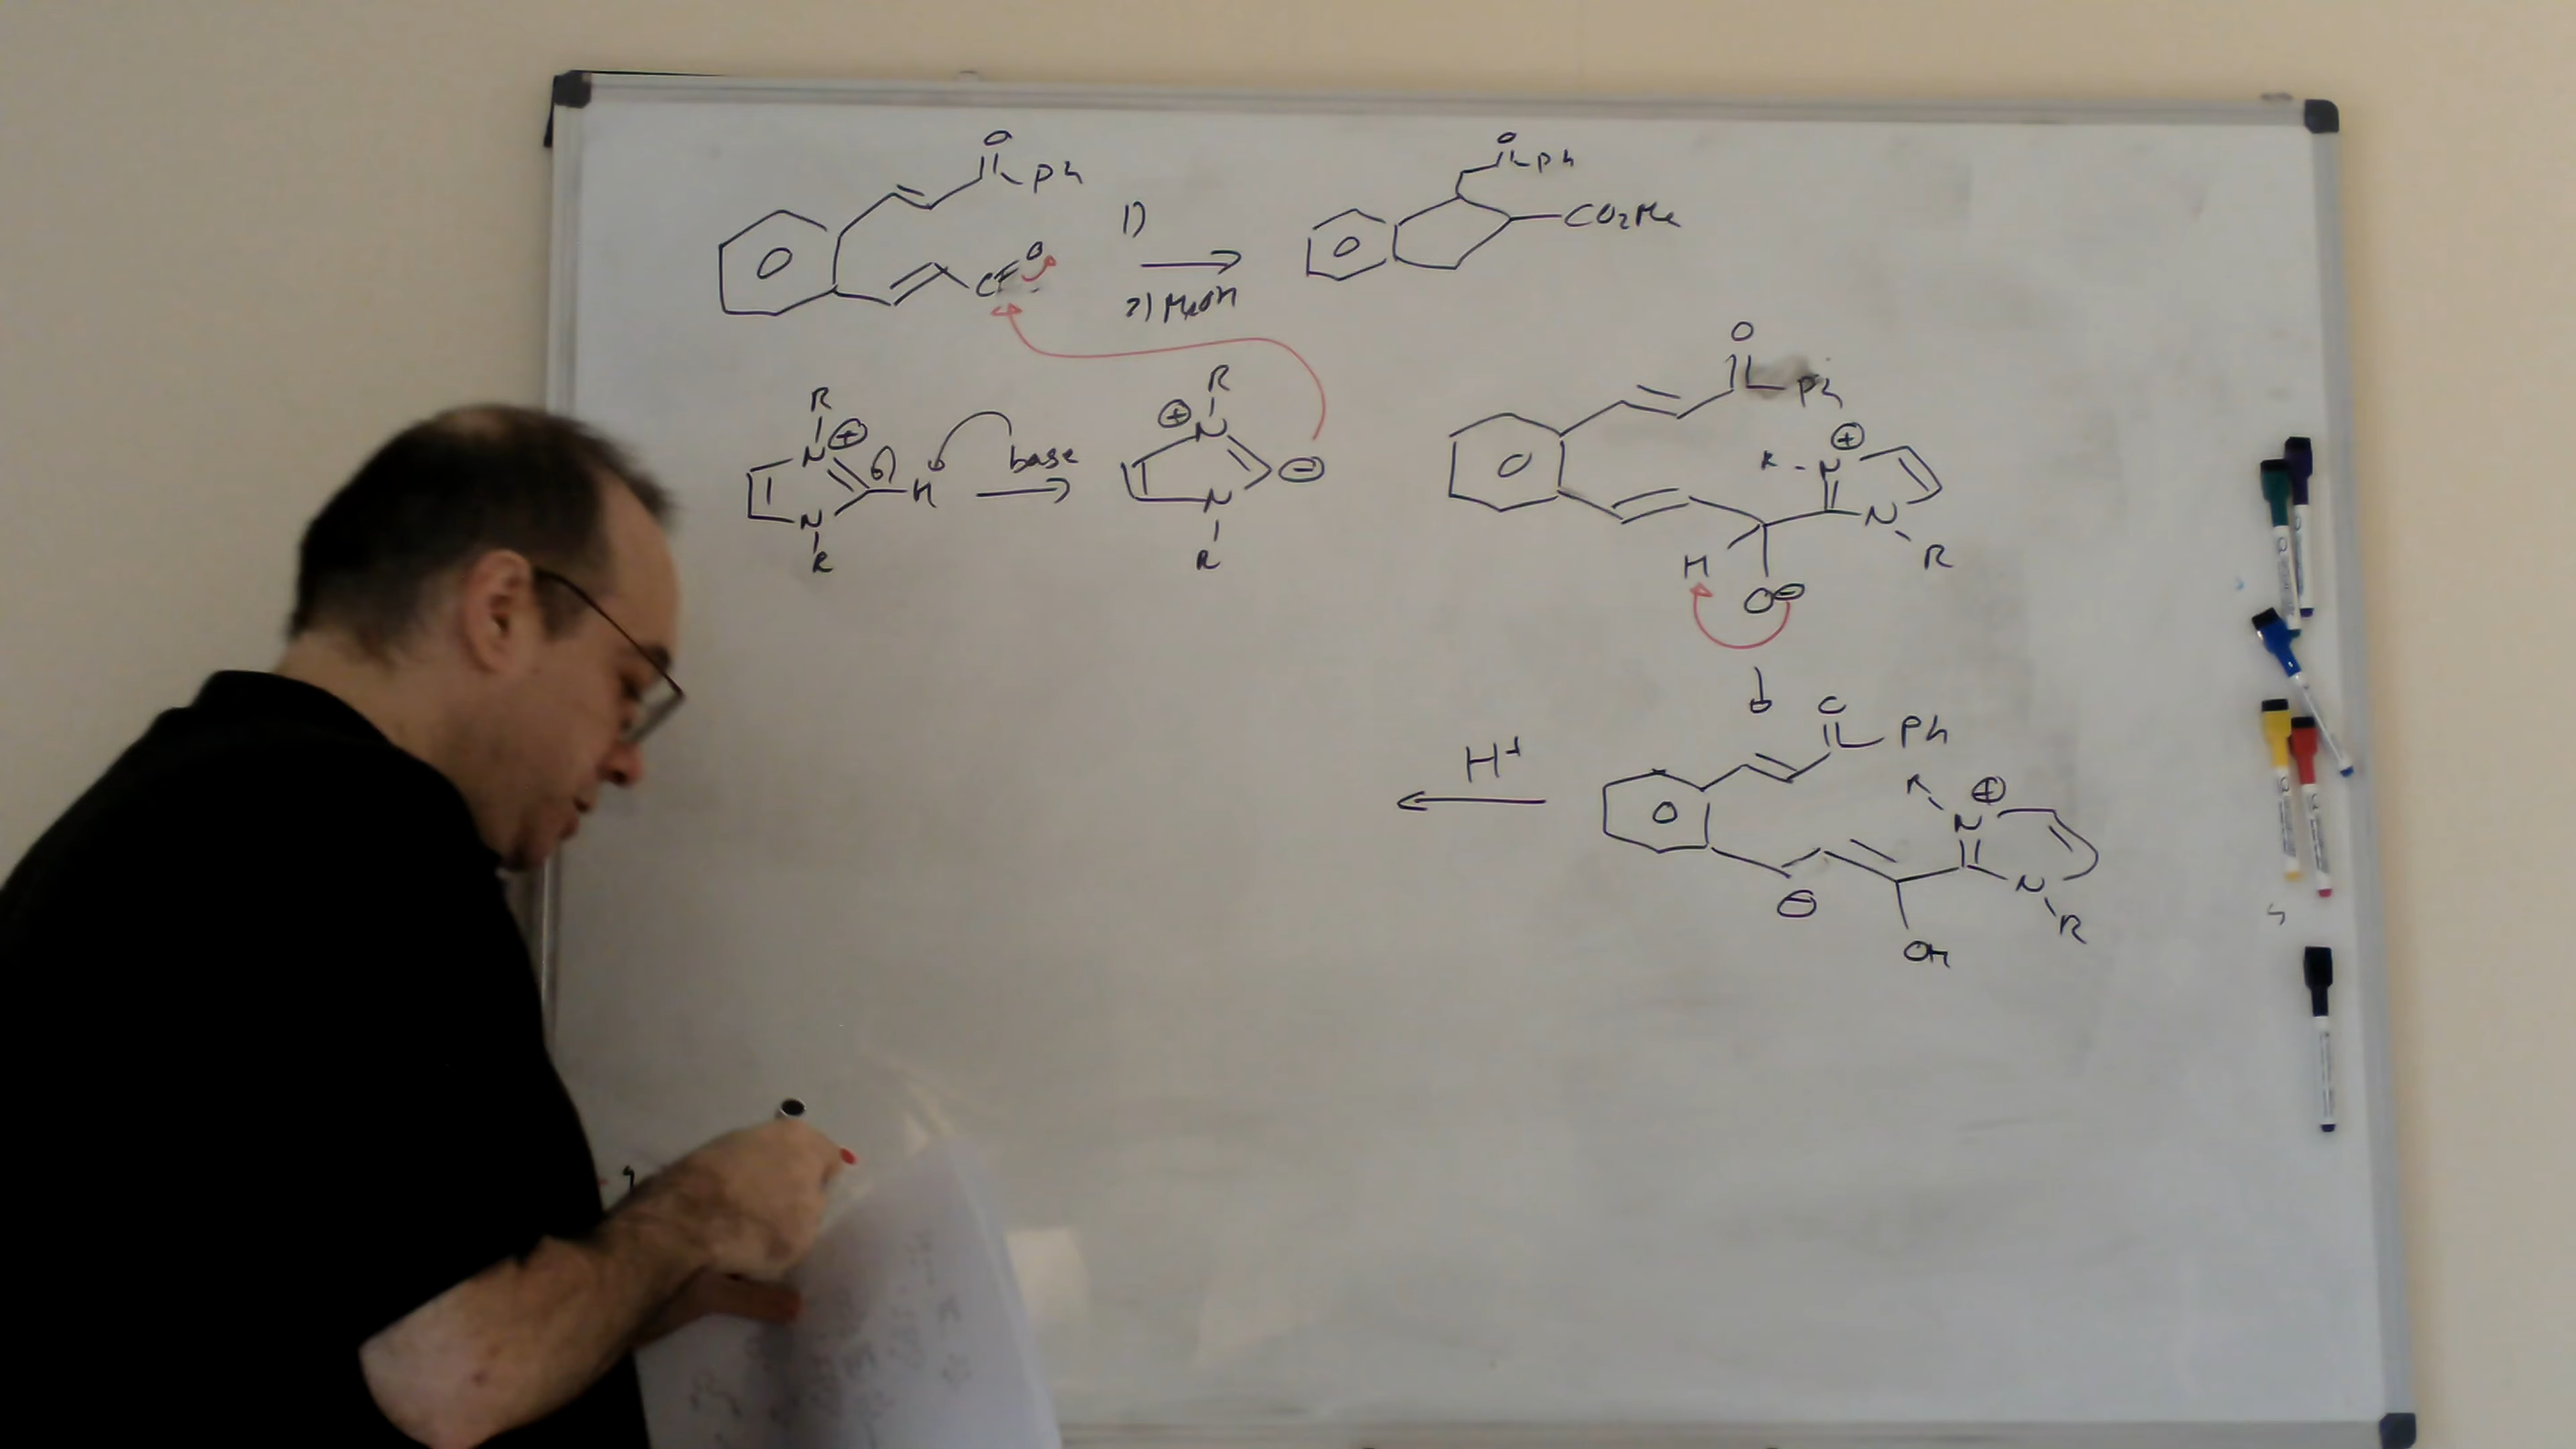 O
Ph
O
C
O
1)
2) MeOH
O
Ph
O
CO2Me
R
N ⊕
H
base
N
R
R
⊕ N
⊖
N
R
O
Ph
O
R - N ⊕
N
R
H
O ⊖
H+
O
Ph
O
R
N ⊕
N
R
⊖
OH